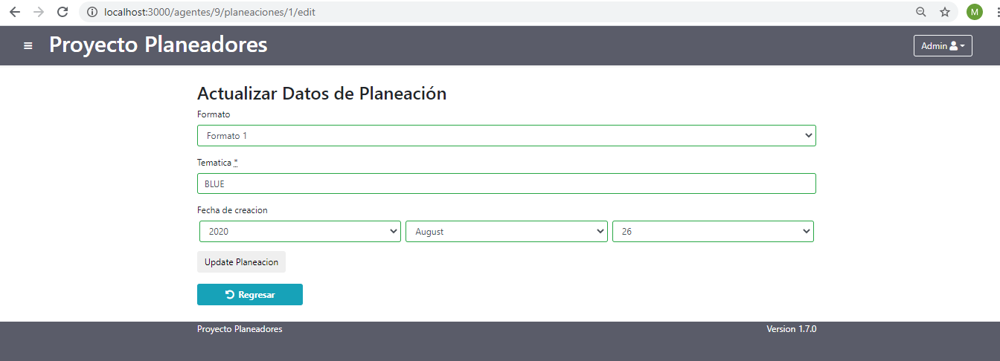 localhost:3000/agentes/9/planeaciones/1/edit
M
Proyecto Planeadores
Admin
Actualizar Datos de Planeación
Formato
Formato 1
Tematica *
BLUE
Fecha de creacion
2020 August 26
Update Planeacion
Regresar
Proyecto Planeadores Version 1.7.0